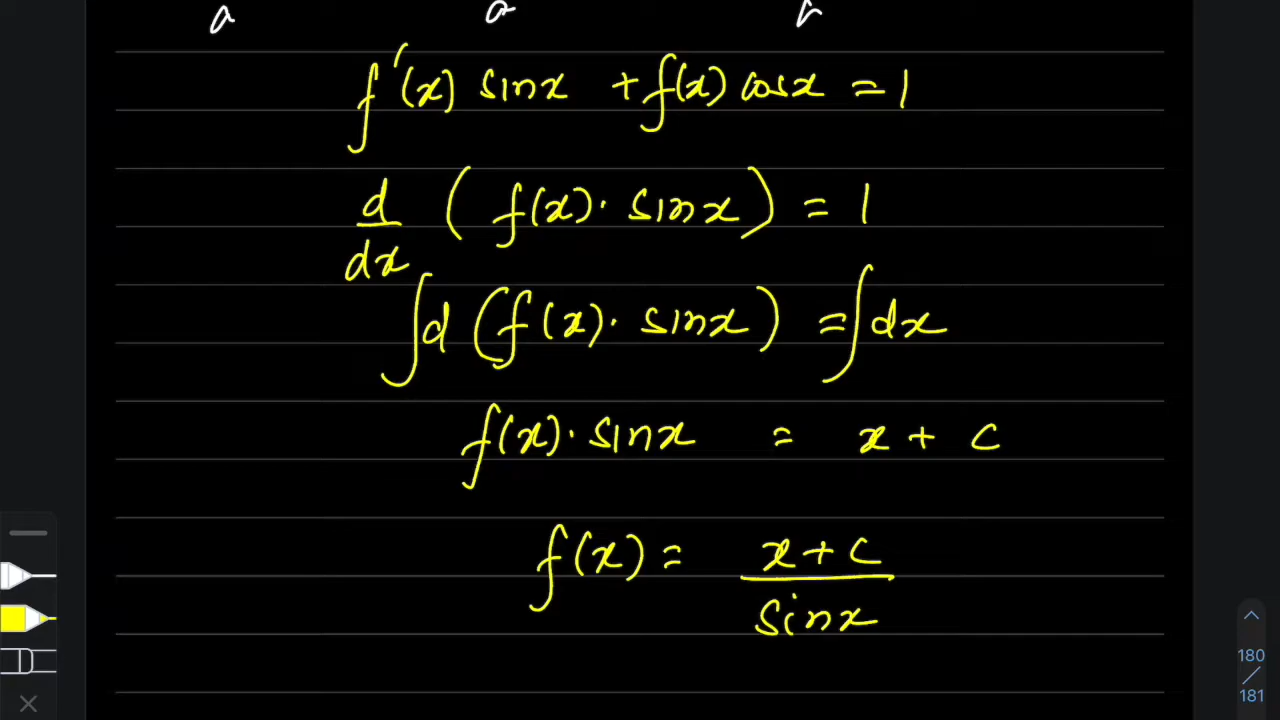 a a a
f'(x) sinx + f(x) cosx = 1
d/dx (f(x) · sinx) = 1
∫d (f(x) · sinx) = ∫dx
f(x) · sinx = x + c
f(x) = x+c/sinx
180/181